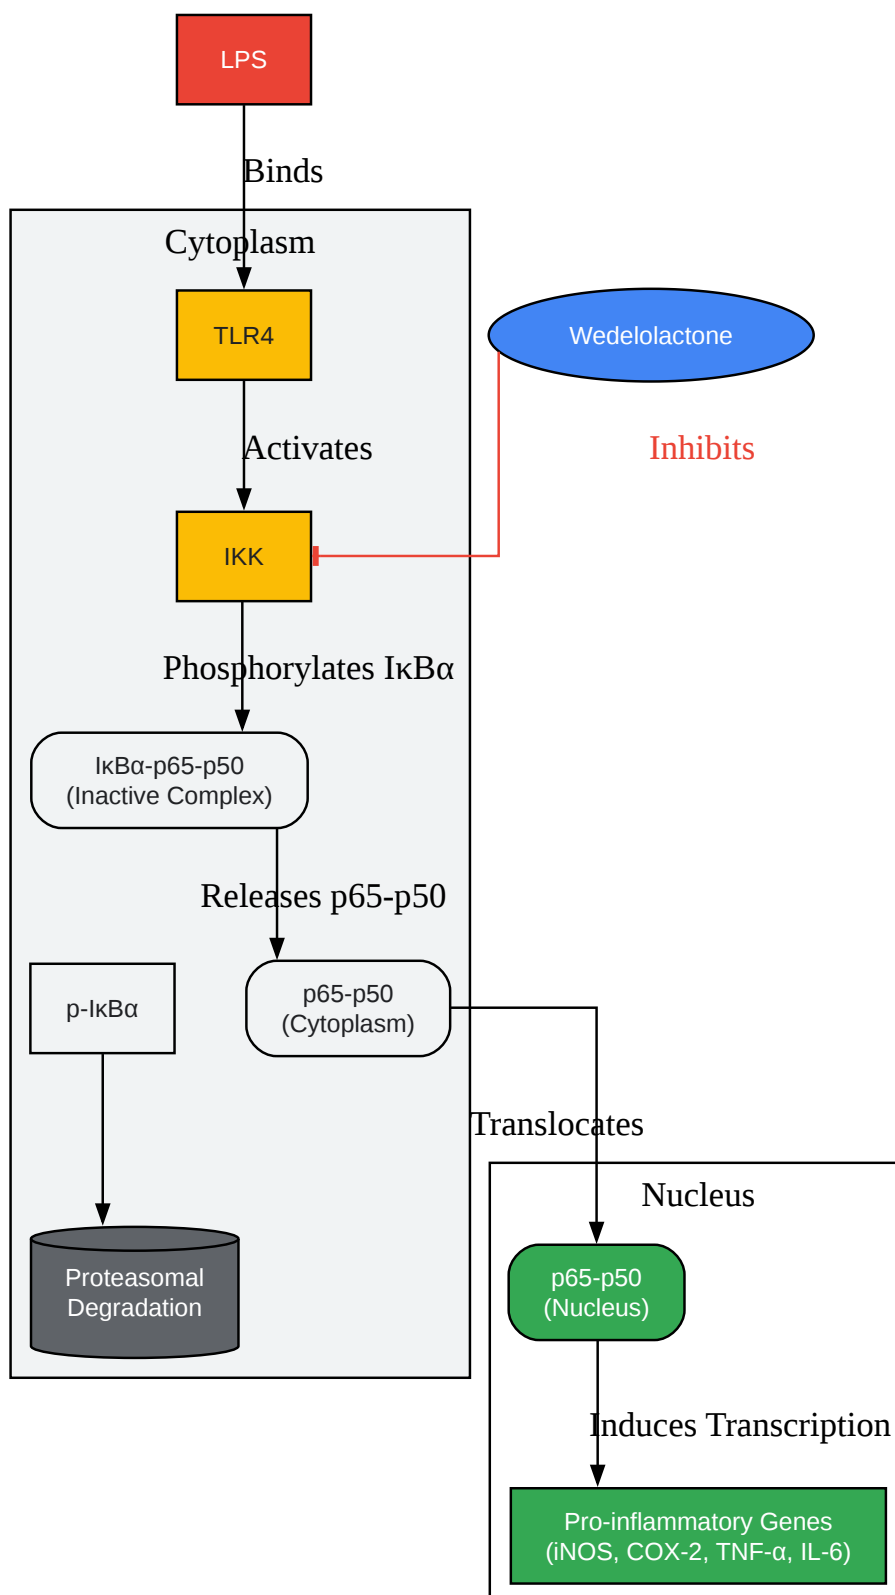 LPS
Binds
Cytoplasm
TLR4
Wedelolactone
Activates
Inhibits
IKK
Phosphorylates IκBα
IκBα-p65-p50
(Inactive Complex)
Releases p65-p50
p-IκBα
p65-p50
(Cytoplasm)
Translocates
Nucleus
Proteasomal
Degradation
p65-p50
(Nucleus)
Induces Transcription
Pro-inflammatory Genes
(iNOS, COX-2, TNF-α, IL-6)